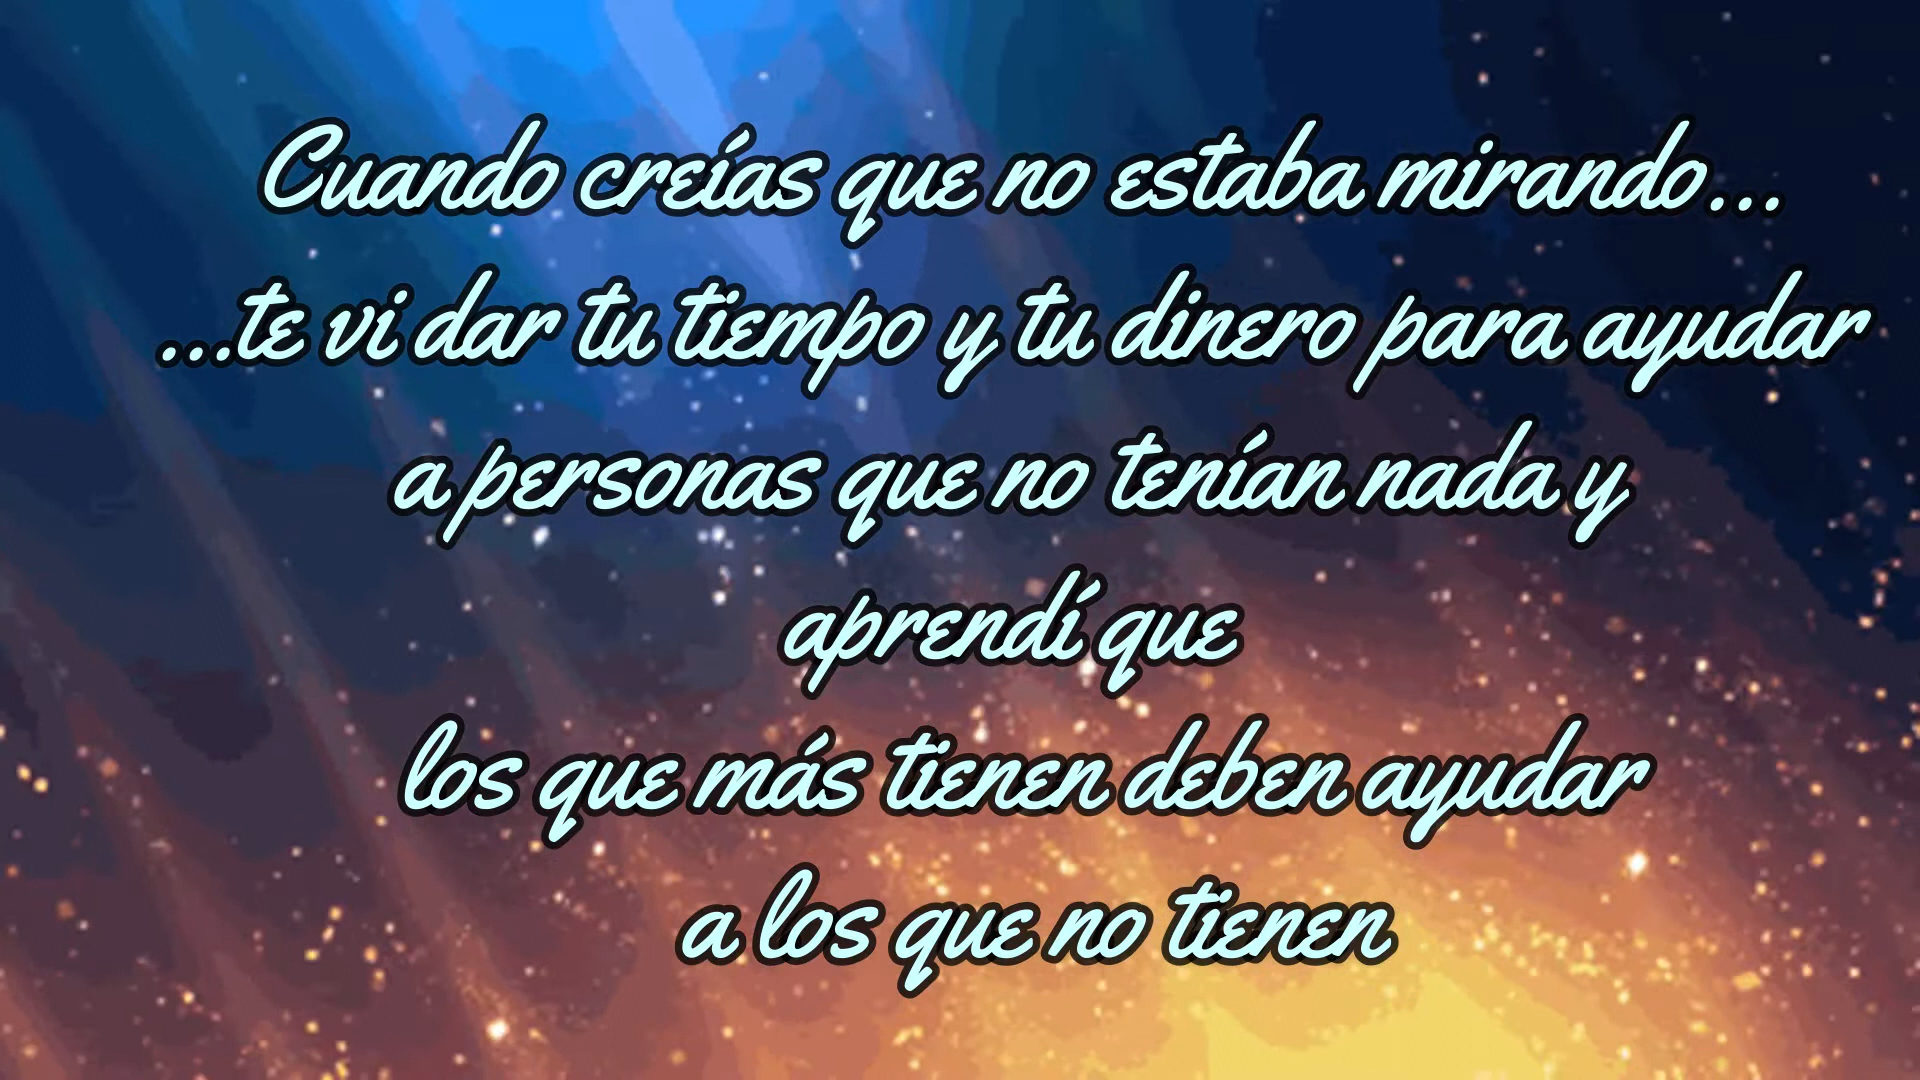 Cuando creías que no estaba mirando...
...te vi dar tu tiempo y tu dinero para ayudar
a personas que no tenían nada y
aprendí que
los que más tienen deben ayudar
a los que no tienen